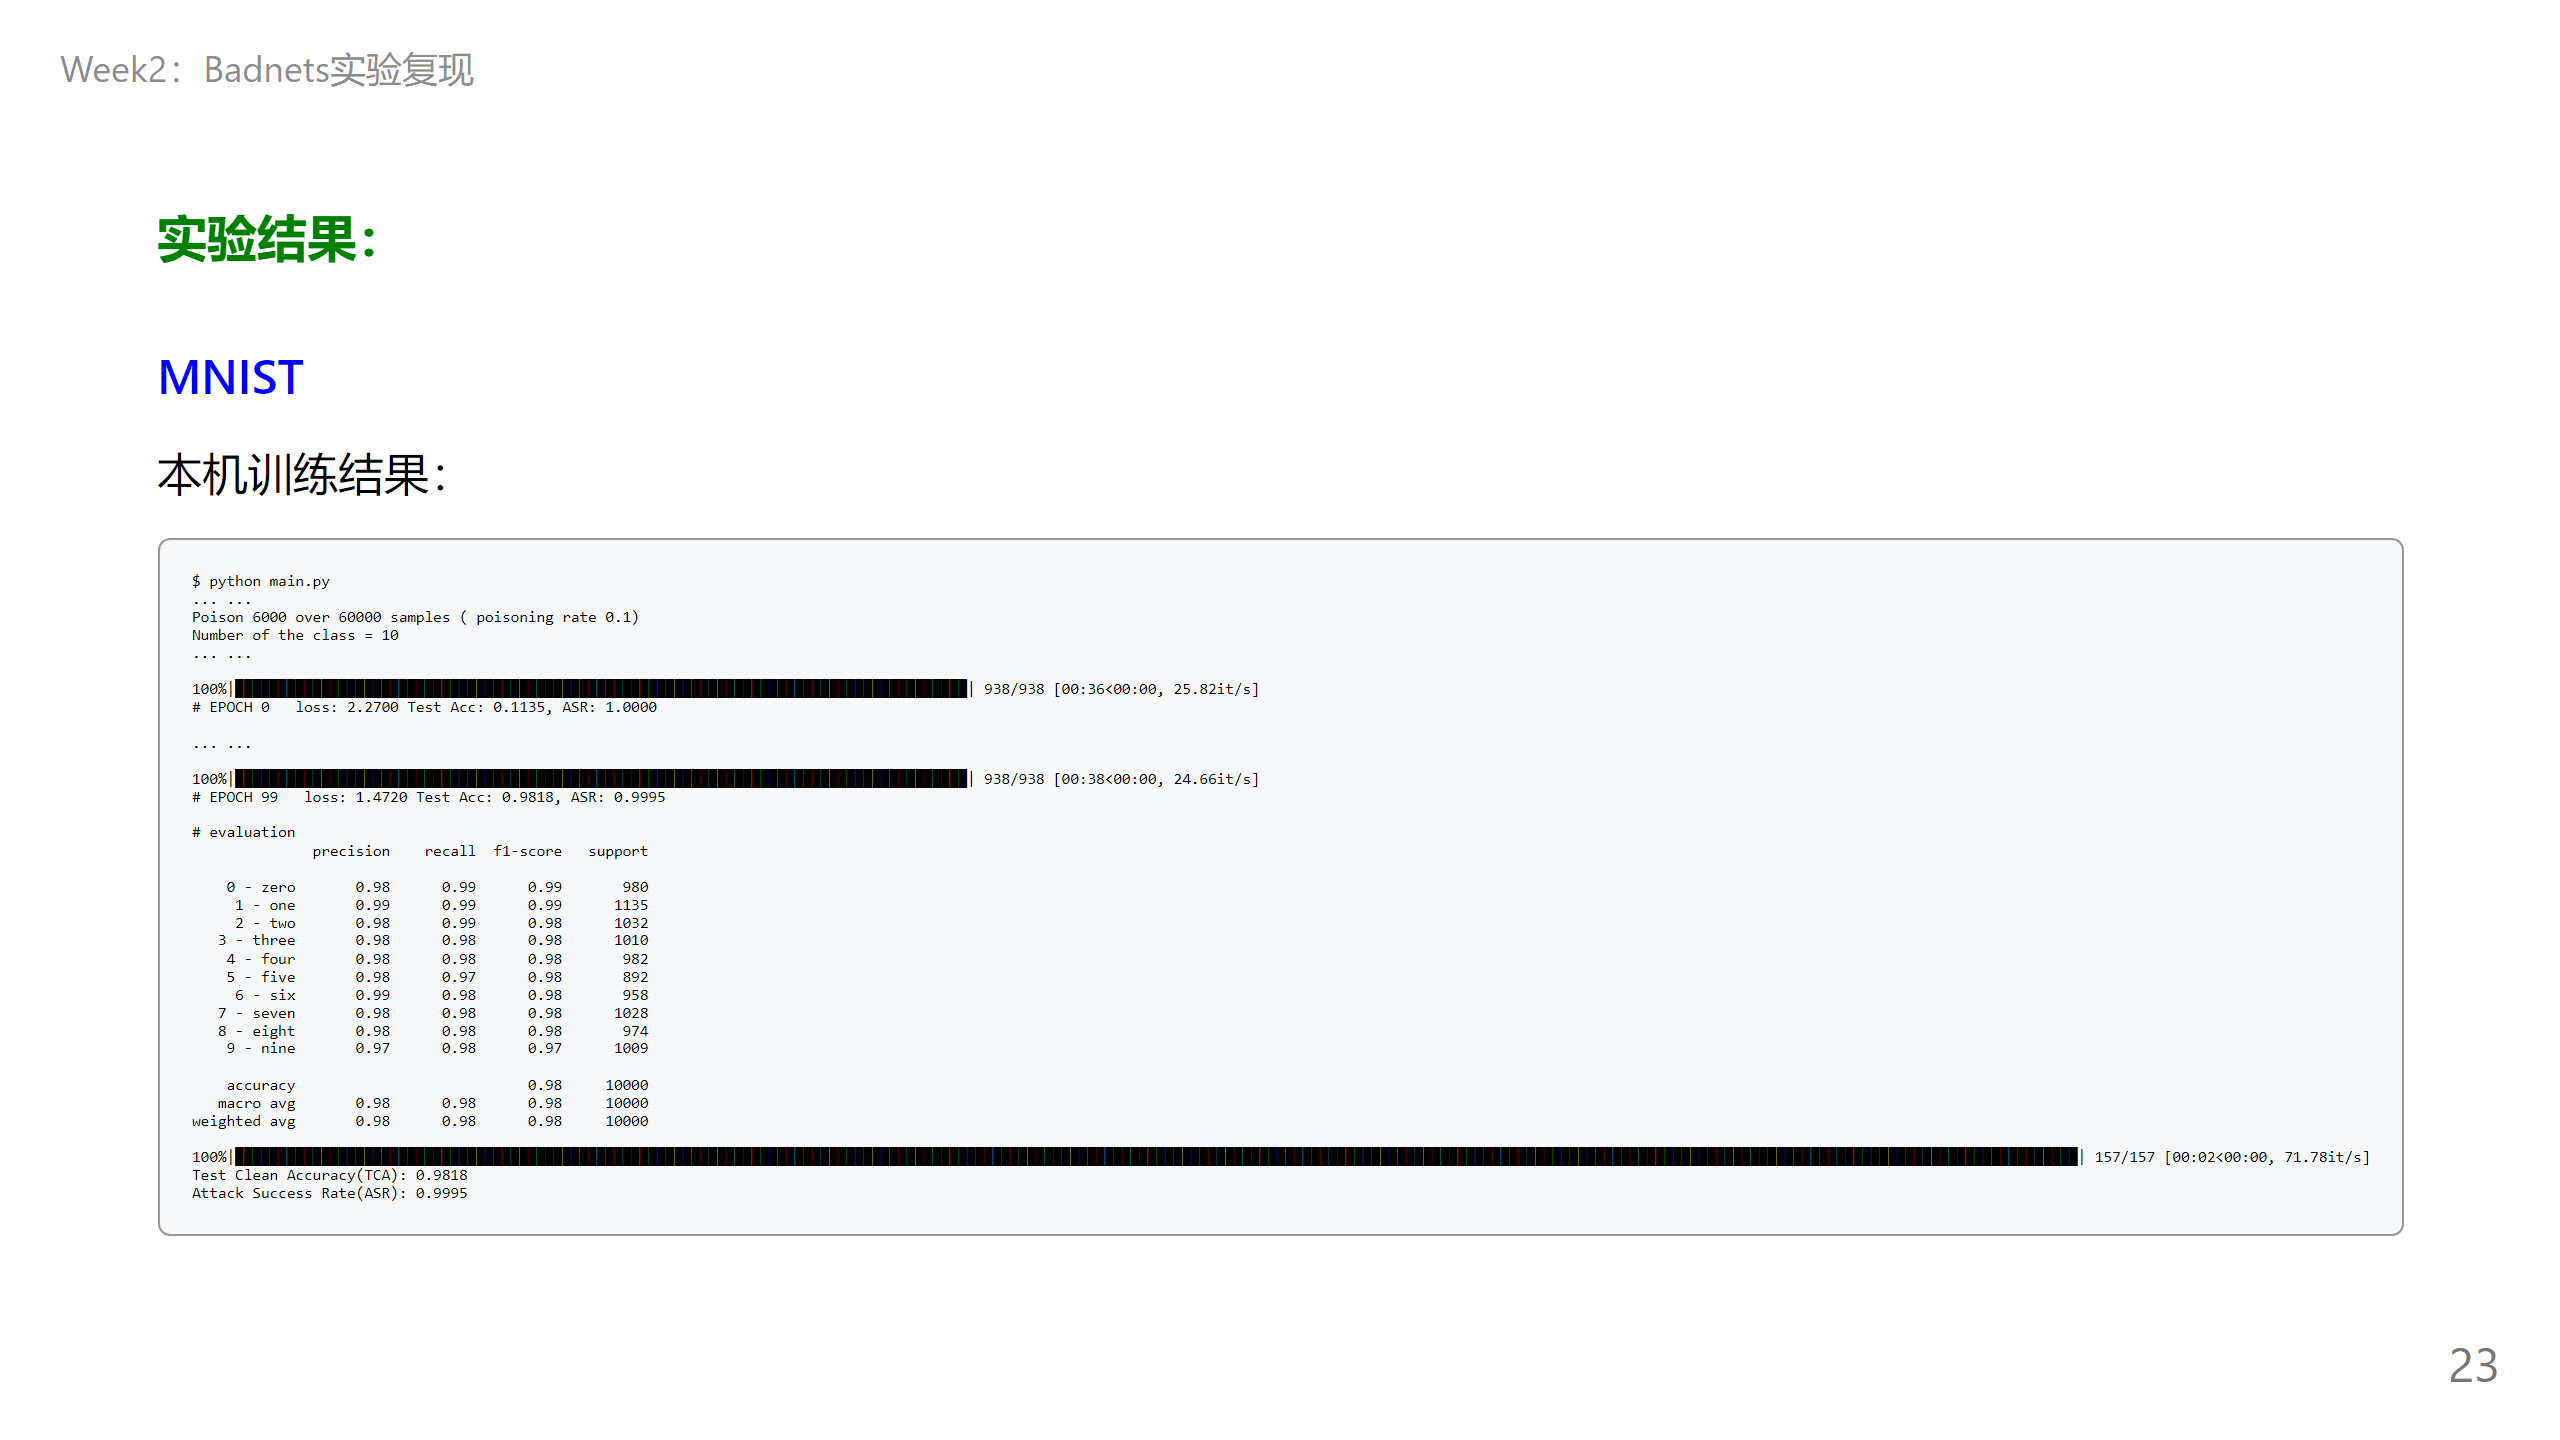 Week2：Badnets实验复现
实验结果：
MNIST
本机训练结果：
$ python main.py
... ...
Poison 6000 over 60000 samples ( poisoning rate 0.1)
Number of the class = 10
... ...
100%|██████████| 938/938 [00:36<00:00, 25.82it/s]
# EPOCH 0   loss: 2.2700 Test Acc: 0.1135, ASR: 1.0000
... ...
100%|██████████| 938/938 [00:38<00:00, 24.66it/s]
# EPOCH 99   loss: 1.4720 Test Acc: 0.9818, ASR: 0.9995
# evaluation
precision    recall  f1-score   support
0 - zero       0.98      0.99      0.99       980
1 - one       0.99      0.99      0.99      1135
2 - two       0.98      0.99      0.98      1032
3 - three       0.98      0.98      0.98      1010
4 - four       0.98      0.98      0.98       982
5 - five       0.98      0.97      0.98       892
6 - six       0.99      0.98      0.98       958
7 - seven       0.98      0.98      0.98      1028
8 - eight       0.98      0.98      0.98       974
9 - nine       0.97      0.98      0.97      1009
accuracy                           0.98     10000
macro avg       0.98      0.98      0.98     10000
weighted avg       0.98      0.98      0.98     10000
100%|██████████| 157/157 [00:02<00:00, 71.78it/s]
Test Clean Accuracy(TCA): 0.9818
Attack Success Rate(ASR): 0.9995
23